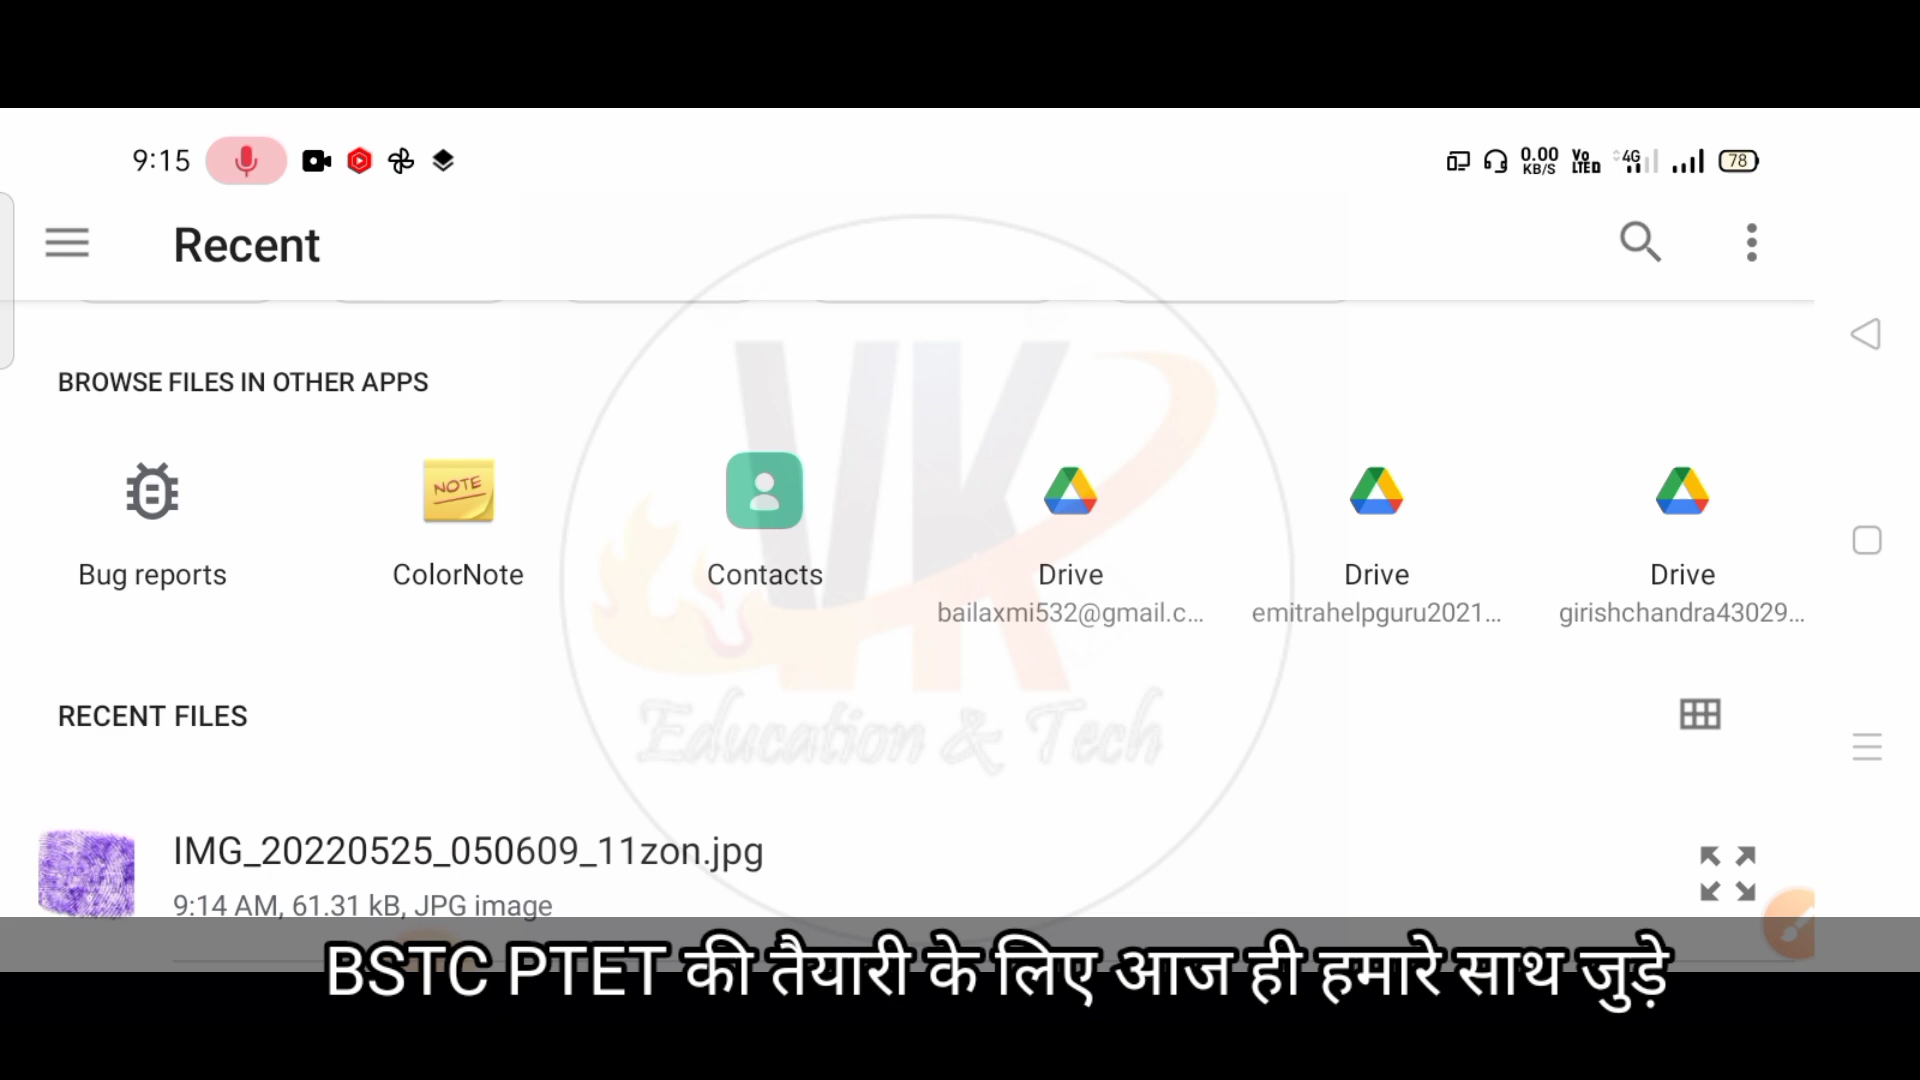 9:15
0.00 KB/S
Vo LTED
4G
78
Recent
BROWSE FILES IN OTHER APPS
NOTE
Bug reports
ColorNote
Contacts
Drive
Drive
Drive
bailaxmi532@gmail.c...
emitrahelpguru2021...
girishchandra43029...
VK
Education & Tech
RECENT FILES
IMG_20220525_050609_11zon.jpg
9:14 AM, 61.31 kB, JPG image
BSTC PTET की तैयारी के लिए आज ही हमारे साथ जुड़े